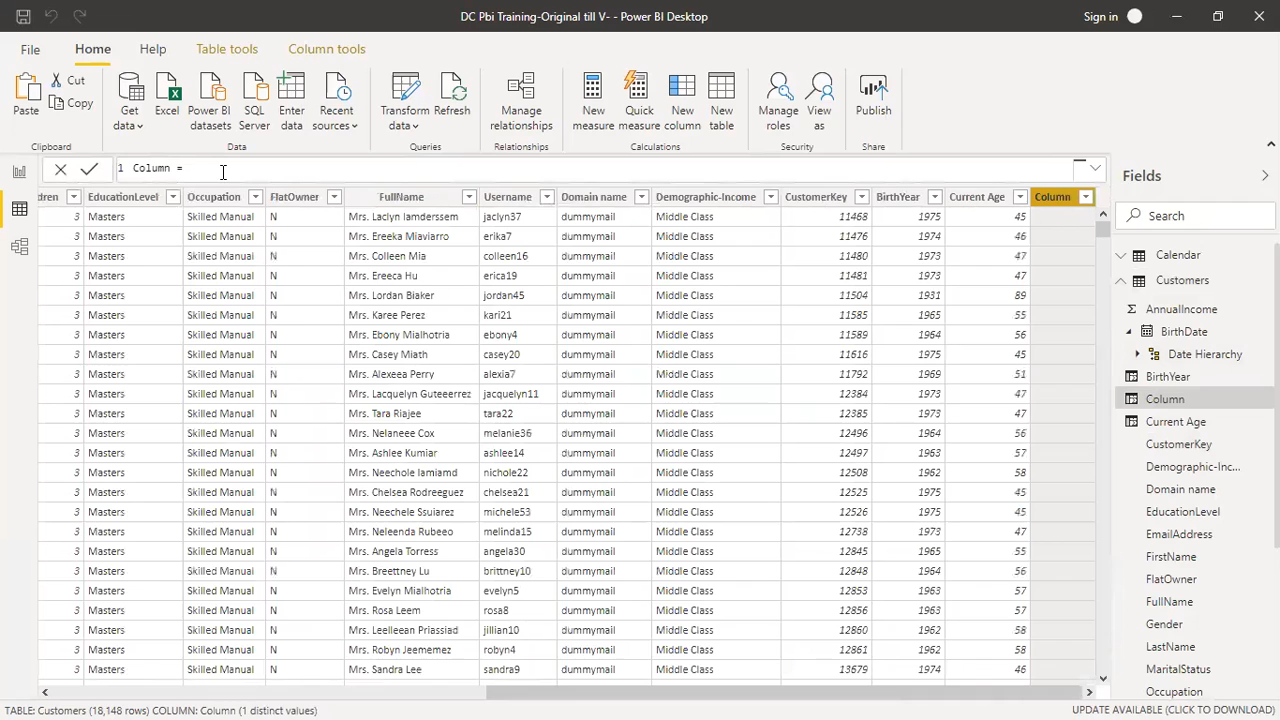 DC Pbi Training-Original till V- - Power BI Desktop
Sign in
File Home Help Table tools Column tools
Paste
Cut
Copy
Get data
Excel
Power BI datasets
SQL Server
Enter data
Recent sources
Transform data
Refresh
Manage relationships
New measure
Quick measure
New column
New table
Manage roles
View as
Publish
Clipboard Data Queries Relationships Calculations Security Share
1 Column =
dren EducationLevel Occupation FlatOwner FullName Username Domain name Demographic-Income CustomerKey BirthYear Current Age Column
3 Masters Skilled Manual N Mrs. Laclyn Iamderssem jaclyn37 dummymail Middle Class 11468 1975 45
3 Masters Skilled Manual N Mrs. Ereeka Miaviarro erika7 dummymail Middle Class 11476 1974 46
3 Masters Skilled Manual N Mrs. Colleen Mia colleen16 dummymail Middle Class 11480 1973 47
3 Masters Skilled Manual N Mrs. Ereeca Hu erica19 dummymail Middle Class 11481 1973 47
3 Masters Skilled Manual N Mrs. Lordan Biaker jordan45 dummymail Middle Class 11504 1931 89
3 Masters Skilled Manual N Mrs. Karee Perez kari21 dummymail Middle Class 11585 1965 55
3 Masters Skilled Manual N Mrs. Ebony Mialhotria ebony4 dummymail Middle Class 11589 1964 56
3 Masters Skilled Manual N Mrs. Casey Miath casey20 dummymail Middle Class 11616 1975 45
3 Masters Skilled Manual N Mrs. Alexeea Perry alexia7 dummymail Middle Class 11792 1969 51
3 Masters Skilled Manual N Mrs. Lacquelyn Guteeerrez jacquelyn11 dummymail Middle Class 12384 1973 47
3 Masters Skilled Manual N Mrs. Tara Riajee tara22 dummymail Middle Class 12385 1973 47
3 Masters Skilled Manual N Mrs. Nelaneee Cox melanie36 dummymail Middle Class 12496 1964 56
3 Masters Skilled Manual N Mrs. Ashlee Kumiar ashlee14 dummymail Middle Class 12497 1963 57
3 Masters Skilled Manual N Mrs. Neechole Iamiamd nichole22 dummymail Middle Class 12508 1962 58
3 Masters Skilled Manual N Mrs. Chelsea Rodreeguez chelsea21 dummymail Middle Class 12525 1975 45
3 Masters Skilled Manual N Mrs. Neechele Ssuiarez michele53 dummymail Middle Class 12526 1975 45
3 Masters Skilled Manual N Mrs. Neleenda Rubeeo melinda15 dummymail Middle Class 12738 1973 47
3 Masters Skilled Manual N Mrs. Angela Torress angela30 dummymail Middle Class 12845 1965 55
3 Masters Skilled Manual N Mrs. Breettney Lu brittney10 dummymail Middle Class 12848 1964 56
3 Masters Skilled Manual N Mrs. Evelyn Mialhotria evelyn5 dummymail Middle Class 12853 1963 57
3 Masters Skilled Manual N Mrs. Rosa Leem rosa8 dummymail Middle Class 12856 1963 57
3 Masters Skilled Manual N Mrs. Leelleean Priassiad jillian10 dummymail Middle Class 12860 1962 58
3 Masters Skilled Manual N Mrs. Robyn Jeememez robyn4 dummymail Middle Class 12861 1962 58
3 Masters Skilled Manual N Mrs. Sandra Lee sandra9 dummymail Middle Class 13679 1974 46
Fields
Search
Calendar
Customers
AnnualIncome
BirthDate
Date Hierarchy
BirthYear
Column
Current Age
CustomerKey
Demographic-Inc...
Domain name
EducationLevel
EmailAddress
FirstName
FlatOwner
FullName
Gender
LastName
MaritalStatus
Occupation
TABLE: Customers (18,148 rows) COLUMN: Column (1 distinct values)
UPDATE AVAILABLE (CLICK TO DOWNLOAD)